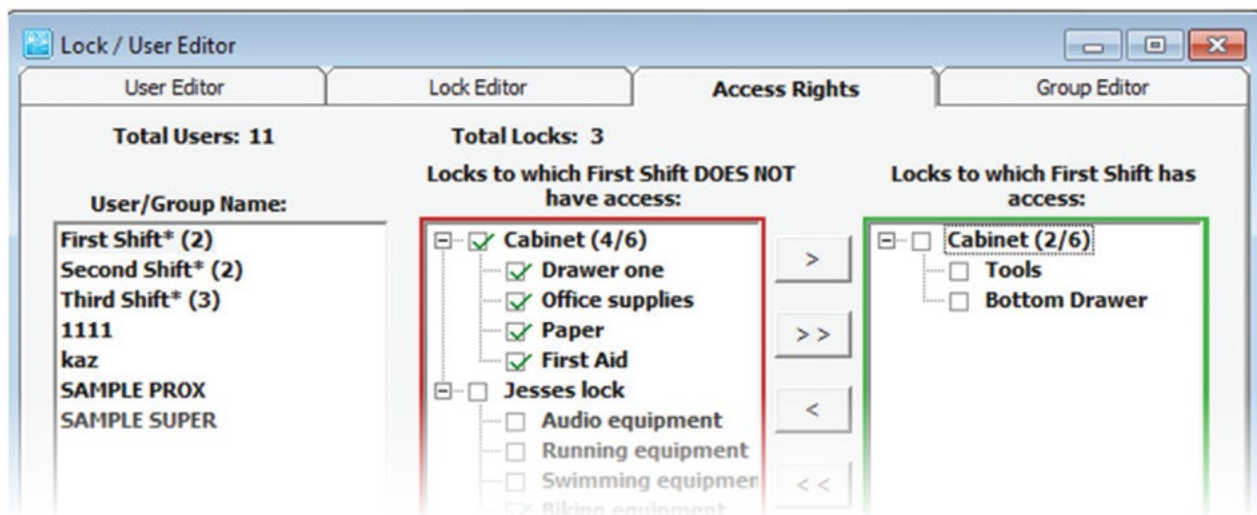 Lock / User Editor
User Editor
Lock Editor
Access Rights
Group Editor
Total Users: 11
Total Locks: 3
User/Group Name:
First Shift* (2)
Second Shift* (2)
Third Shift* (3)
1111
kaz
SAMPLE PROX
SAMPLE SUPER
Locks to which First Shift DOES NOT
have access:
Cabinet (4/6)
Drawer one
Office supplies
Paper
First Aid
Jesses lock
Audio equipment
Running equipment
Swimming equipmen
Biking equipment
>
> >
<
< <
Locks to which First Shift has
access:
Cabinet (2/6)
Tools
Bottom Drawer